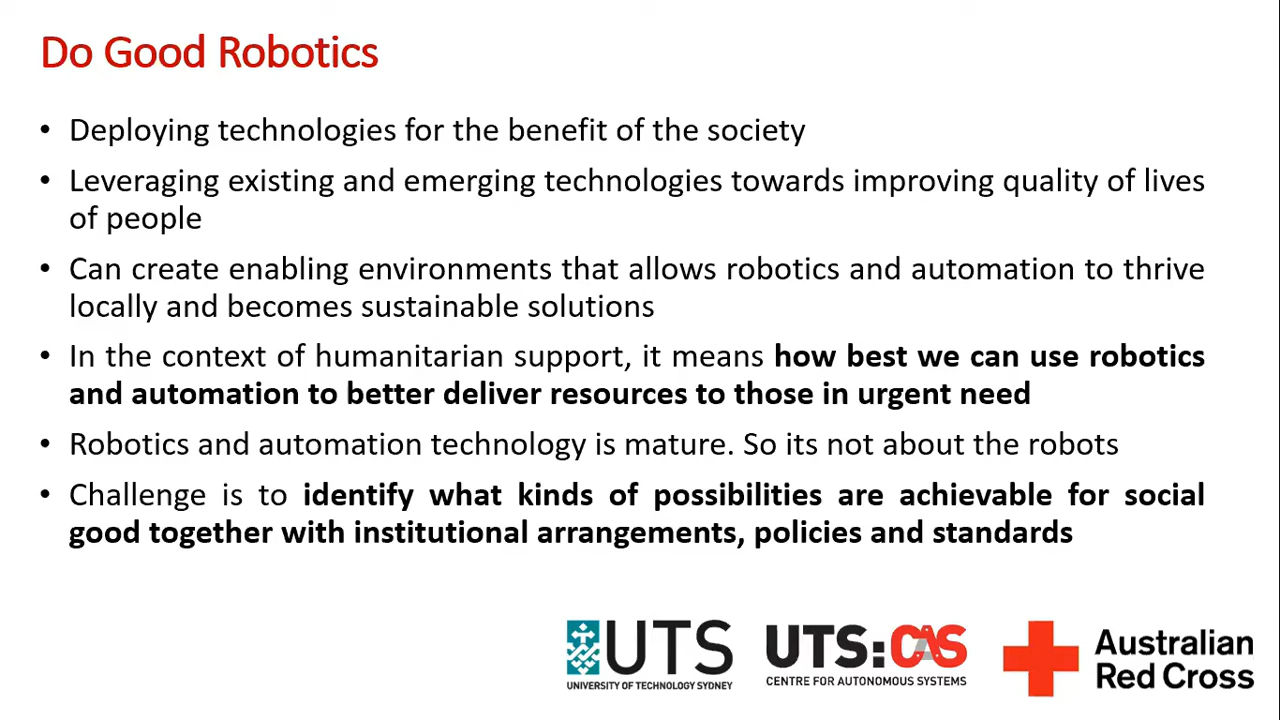 Do Good Robotics
• Deploying technologies for the benefit of the society
• Leveraging existing and emerging technologies towards improving quality of lives
of people
• Can create enabling environments that allows robotics and automation to thrive
locally and becomes sustainable solutions
• In the context of humanitarian support, it means how best we can use robotics
and automation to better deliver resources to those in urgent need
• Robotics and automation technology is mature. So its not about the robots
• Challenge is to identify what kinds of possibilities are achievable for social
good together with institutional arrangements, policies and standards
UTS
UNIVERSITY OF TECHNOLOGY SYDNEY
UTS:CAS
CENTRE FOR AUTONOMOUS SYSTEMS
Australian
Red Cross